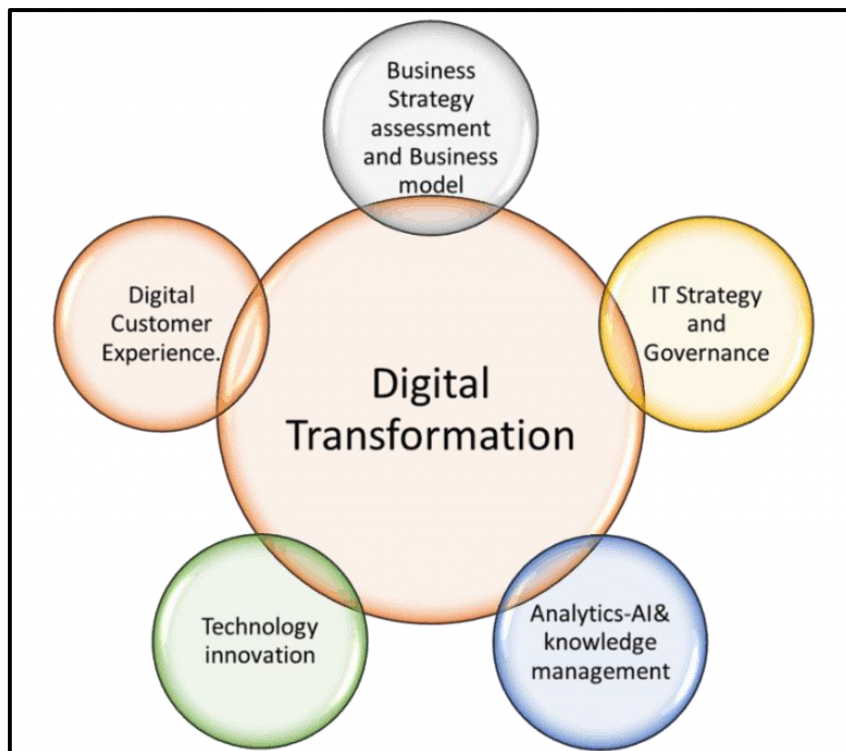 Business
Strategy
assessment
and Business
model
Digital
Customer
Experience.
IT Strategy
and
Governance
Digital
Transformation
Technology
innovation
Analytics-AI&
knowledge
management